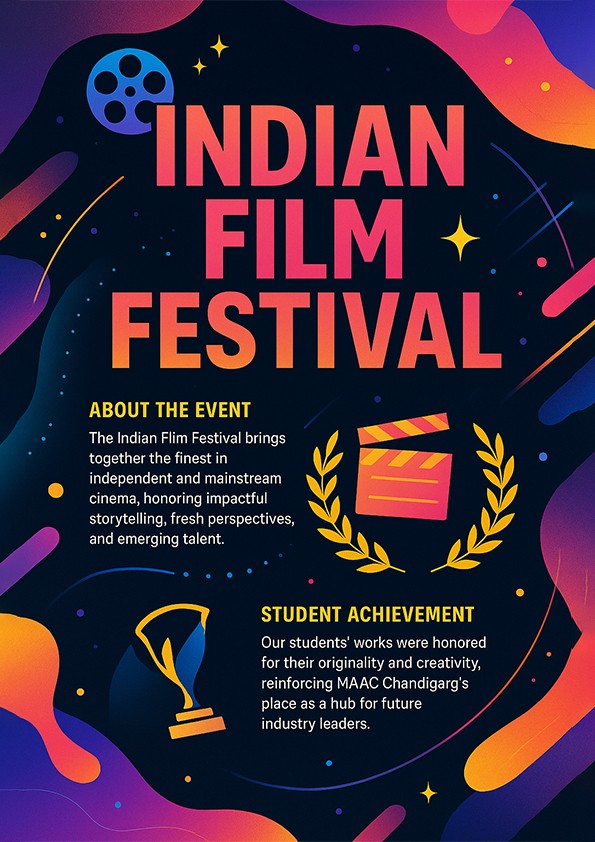 INDIAN
FILM
FESTIVAL
ABOUT THE EVENT
The Indian Flim Festival brings
together the finest in
independent and mainstream
cinema, honoring impactful
storytelling, fresh perspectives,
and emerging talent.
STUDENT ACHIEVEMENT
Our students' works were honored
for their originality and creativity,
reinforcing MAAC Chandigarg's
place as a hub for future
industry leaders.